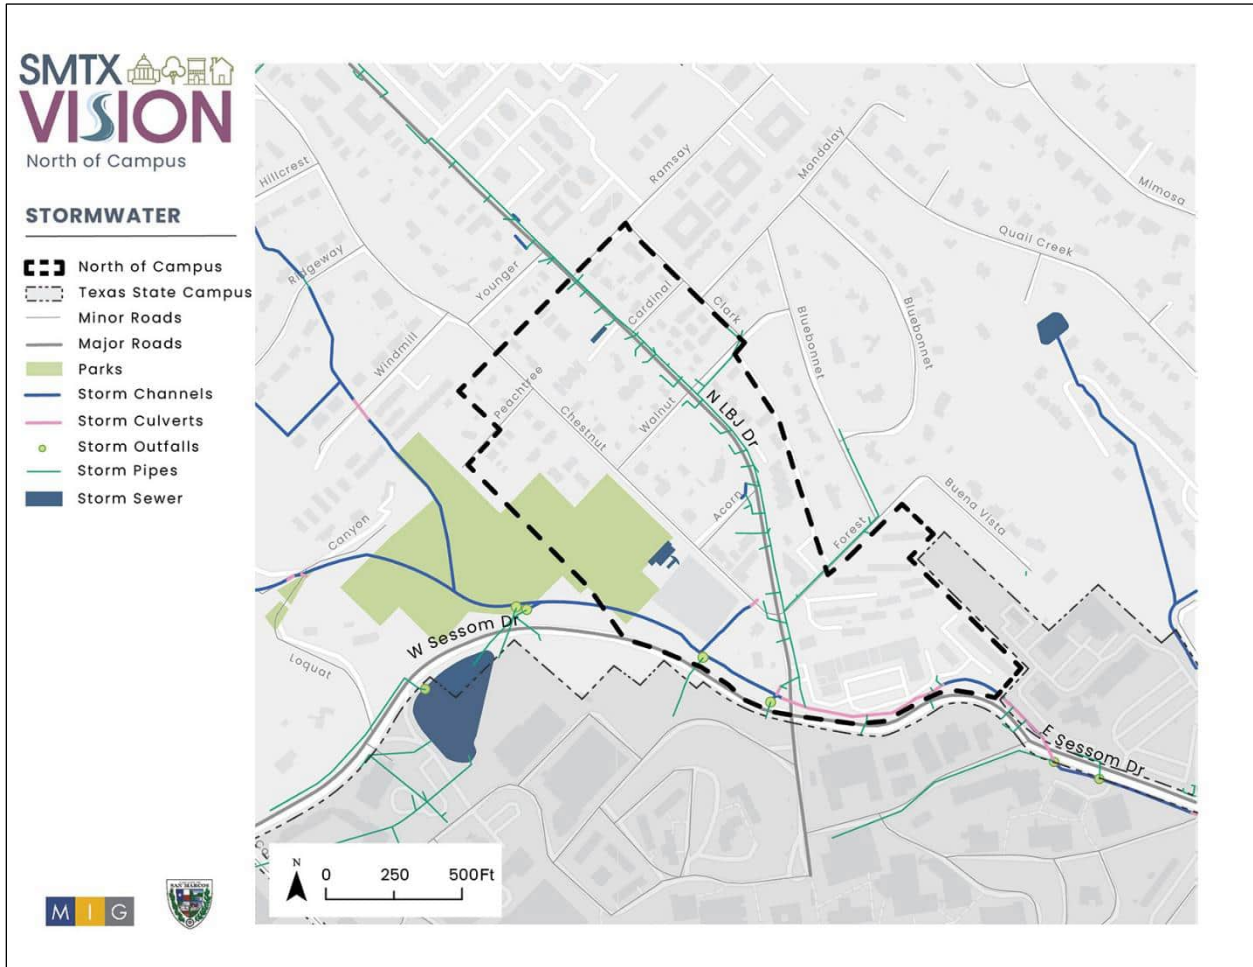 SMTX
VISION
North of Campus
STORMWATER
North of Campus
Texas State Campus
Minor Roads
Major Roads
Parks
Storm Channels
Storm Culverts
Storm Outfalls
Storm Pipes
Storm Sewer
Hillcrest
Ridgeway
Younger
Windmill
Ramsay
Mandalay
Mimosa
Quail Creek
Cardinal
Clark
Bluebonnet
Bluebonnet
Peachtree
Chestnut
Walnut
N LBJ Dr
Acorn
Forest
Buena Vista
Canyon
Loquat
W Sessom Dr
E Sessom Dr
N
0 250 500Ft
MIG
SAN MARCOS